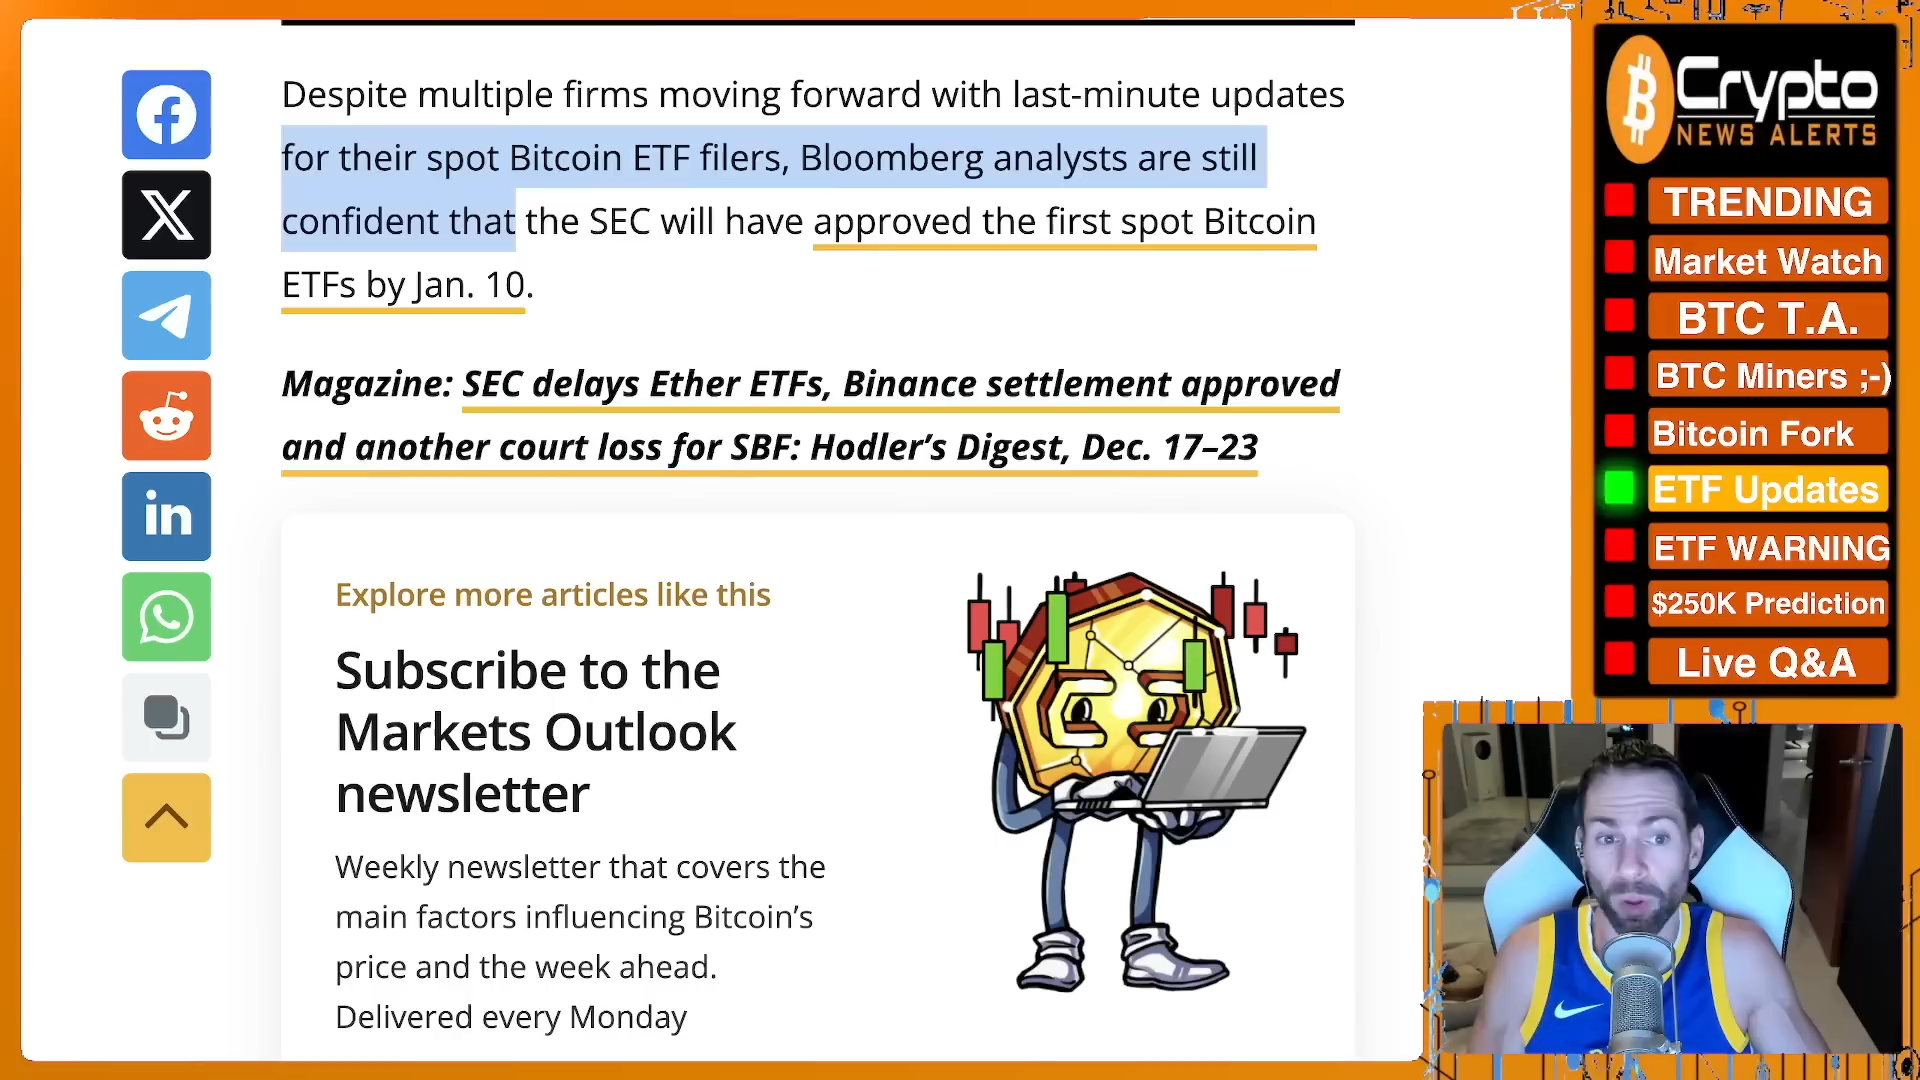 Despite multiple firms moving forward with last-minute updates
for their spot Bitcoin ETF filers, Bloomberg analysts are still
confident that the SEC will have approved the first spot Bitcoin
ETFs by Jan. 10.
Magazine: SEC delays Ether ETFs, Binance settlement approved
and another court loss for SBF: Hodler’s Digest, Dec. 17–23
Explore more articles like this
Subscribe to the
Markets Outlook
newsletter
Weekly newsletter that covers the
main factors influencing Bitcoin’s
price and the week ahead.
Delivered every Monday
Crypto
NEWS ALERTS
TRENDING
Market Watch
BTC T.A.
BTC Miners ;-)
Bitcoin Fork
ETF Updates
ETF WARNING
$250K Prediction
Live Q&A